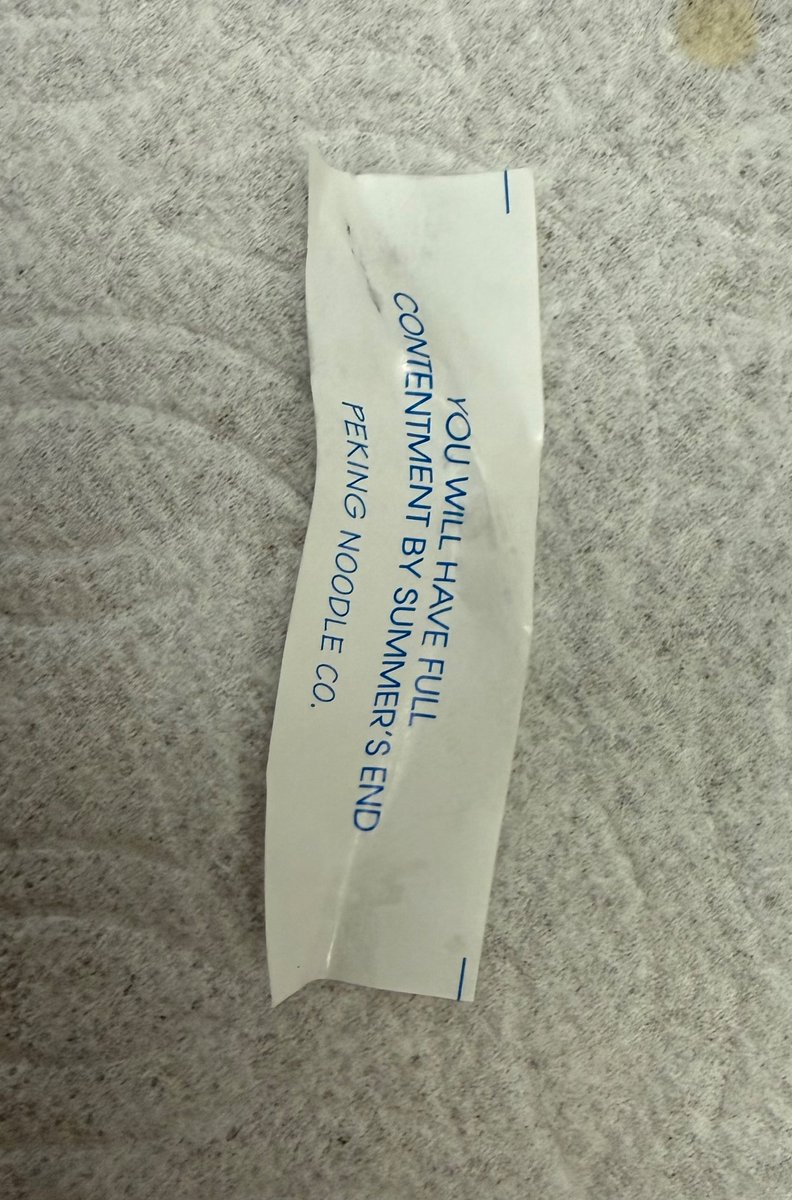 YOU WILL HAVE FULL
CONTENTMENT BY SUMMER'S END
PEKING NOODLE CO.